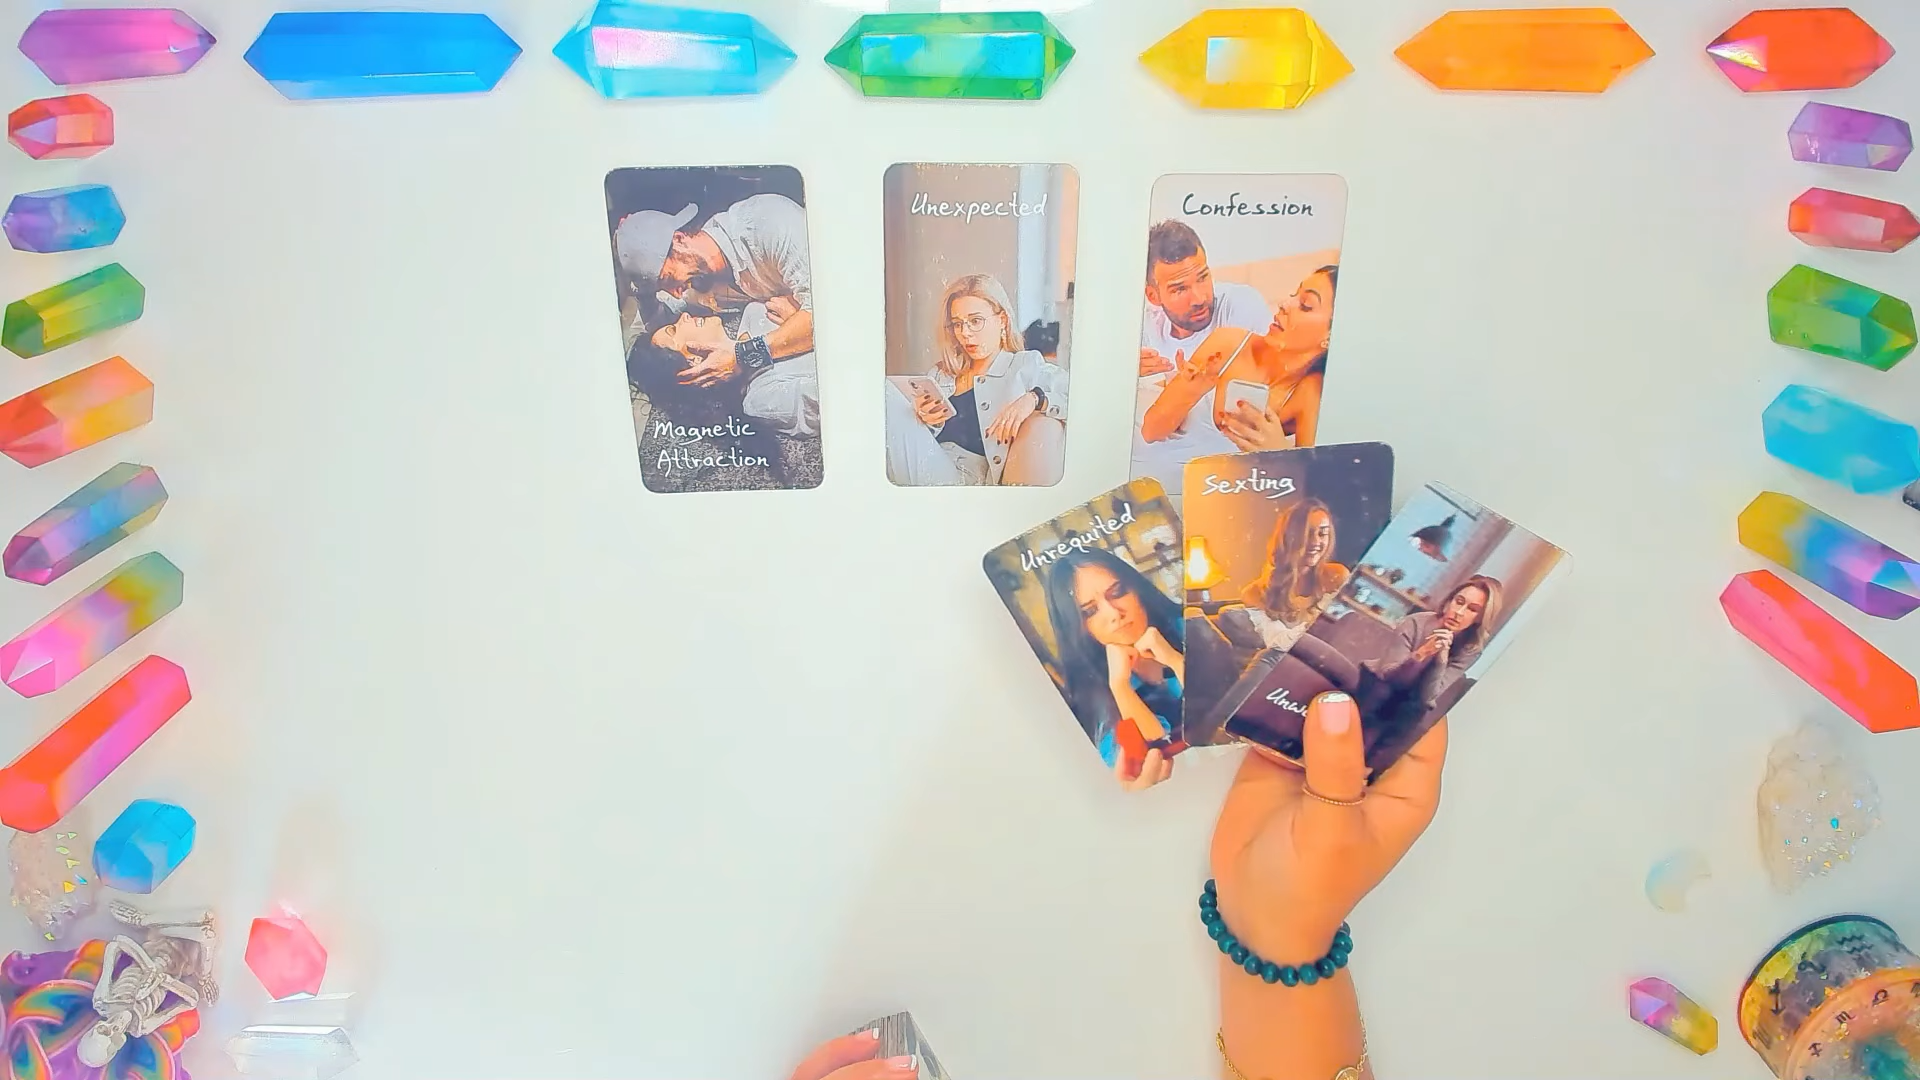 Unexpected
Confession
Magnetic
Attraction
Sexting
Unrequited